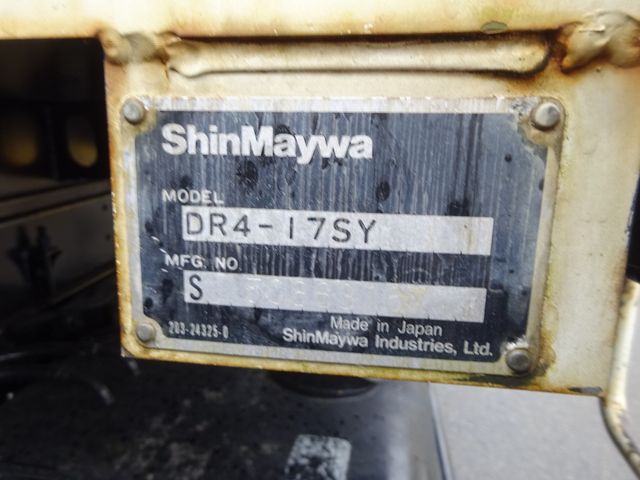 ShinMaywa
MODEL
DR4-17SY
MFG. NO.
S
Made in Japan
203-24325-0
ShinMaywa Industries, Ltd.